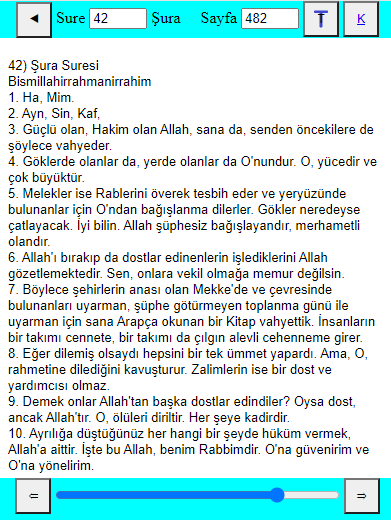 ◄ Sure 42 Şura Sayfa 482 T K
42) Şura Suresi
Bismillahirrahmanirrahim
1. Ha, Mim.
2. Ayn, Sin, Kaf,
3. Güçlü olan, Hakim olan Allah, sana da, senden öncekilere de
şöylece vahyeder.
4. Göklerde olanlar da, yerde olanlar da O'nundur. O, yücedir ve
çok büyüktür.
5. Melekler ise Rablerini överek tesbih eder ve yeryüzünde
bulunanlar için O'ndan bağışlanma dilerler. Gökler neredeyse
çatlayacak. İyi bilin. Allah şüphesiz bağışlayandır, merhametli
olandır.
6. Allah'ı bırakıp da dostlar edinenlerin işlediklerini Allah
gözetlemektedir. Sen, onlara vekil olmağa memur değilsin.
7. Böylece şehirlerin anası olan Mekke'de ve çevresinde
bulunanları uyarman, şüphe götürmeyen toplanma günü ile
uyarman için sana Arapça okunan bir Kitap vahyettik. İnsanların
bir takımı cennete, bir takımı da çılgın alevli cehenneme girer.
8. Eğer dilemiş olsaydı hepsini bir tek ümmet yapardı. Ama, O,
rahmetine dilediğini kavuşturur. Zalimlerin ise bir dost ve
yardımcısı olmaz.
9. Demek onlar Allah'tan başka dostlar edindiler? Oysa dost,
ancak Allah'tır. O, ölüleri diriltir. Her şeye kadirdir.
10. Ayrılığa düştüğünüz her hangi bir şeyde hüküm vermek,
Allah'a aittir. İşte bu Allah, benim Rabbimdir. O'na güvenirim ve
O'na yönelirim.
⇐ ⇒